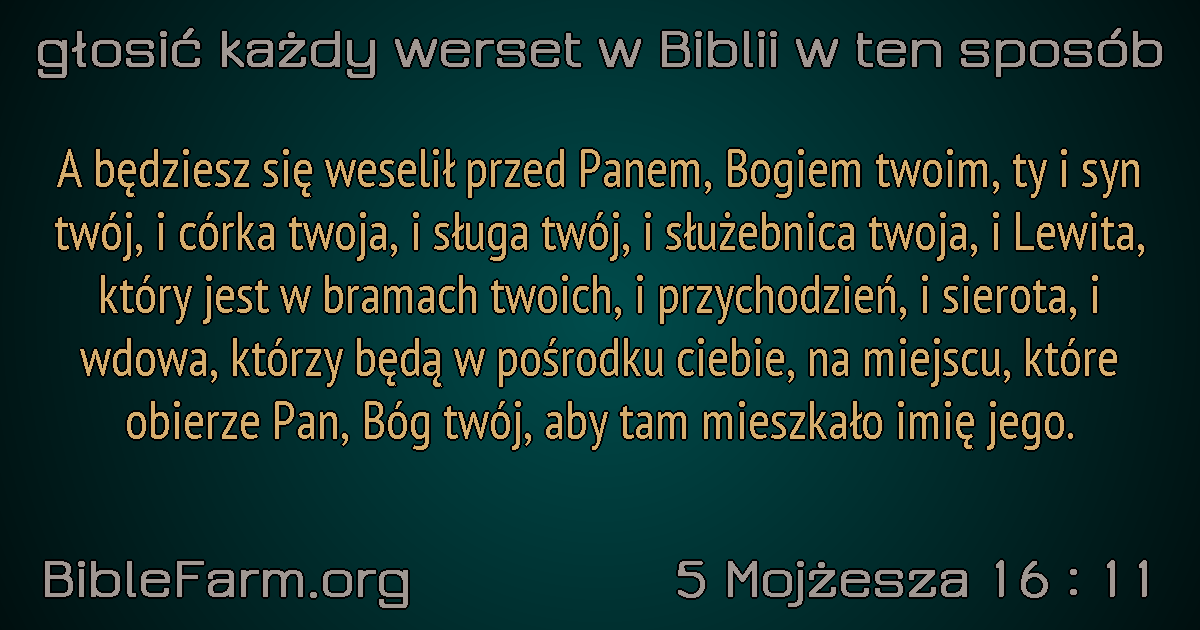 głosić każdy werset w Biblii w ten sposób
A będziesz się weselił przed Panem, Bogiem twoim, ty i syn
twój, i córka twoja, i sługa twój, i służebnica twoja, i Lewita,
który jest w bramach twoich, i przychodzień, i sierota, i
wdowa, którzy będą w pośrodku ciebie, na miejscu, które
obierze Pan, Bóg twój, aby tam mieszkało imię jego.
BibleFarm.org
5 Mojżesza 16 : 11